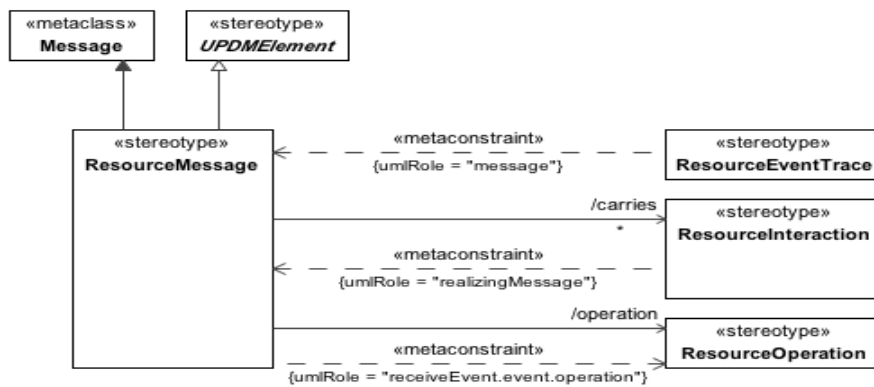 «metaclass»
Message
«stereotype»
UPDMElement
«stereotype»
ResourceMessage
«metaconstraint»
{umlRole = "message"}
«stereotype»
ResourceEventTrace
/carries
*
«stereotype»
ResourceInteraction
«metaconstraint»
{umlRole = "realizingMessage"}
/operation
«stereotype»
ResourceOperation
«metaconstraint»
{umlRole = "receiveEvent.event.operation"}